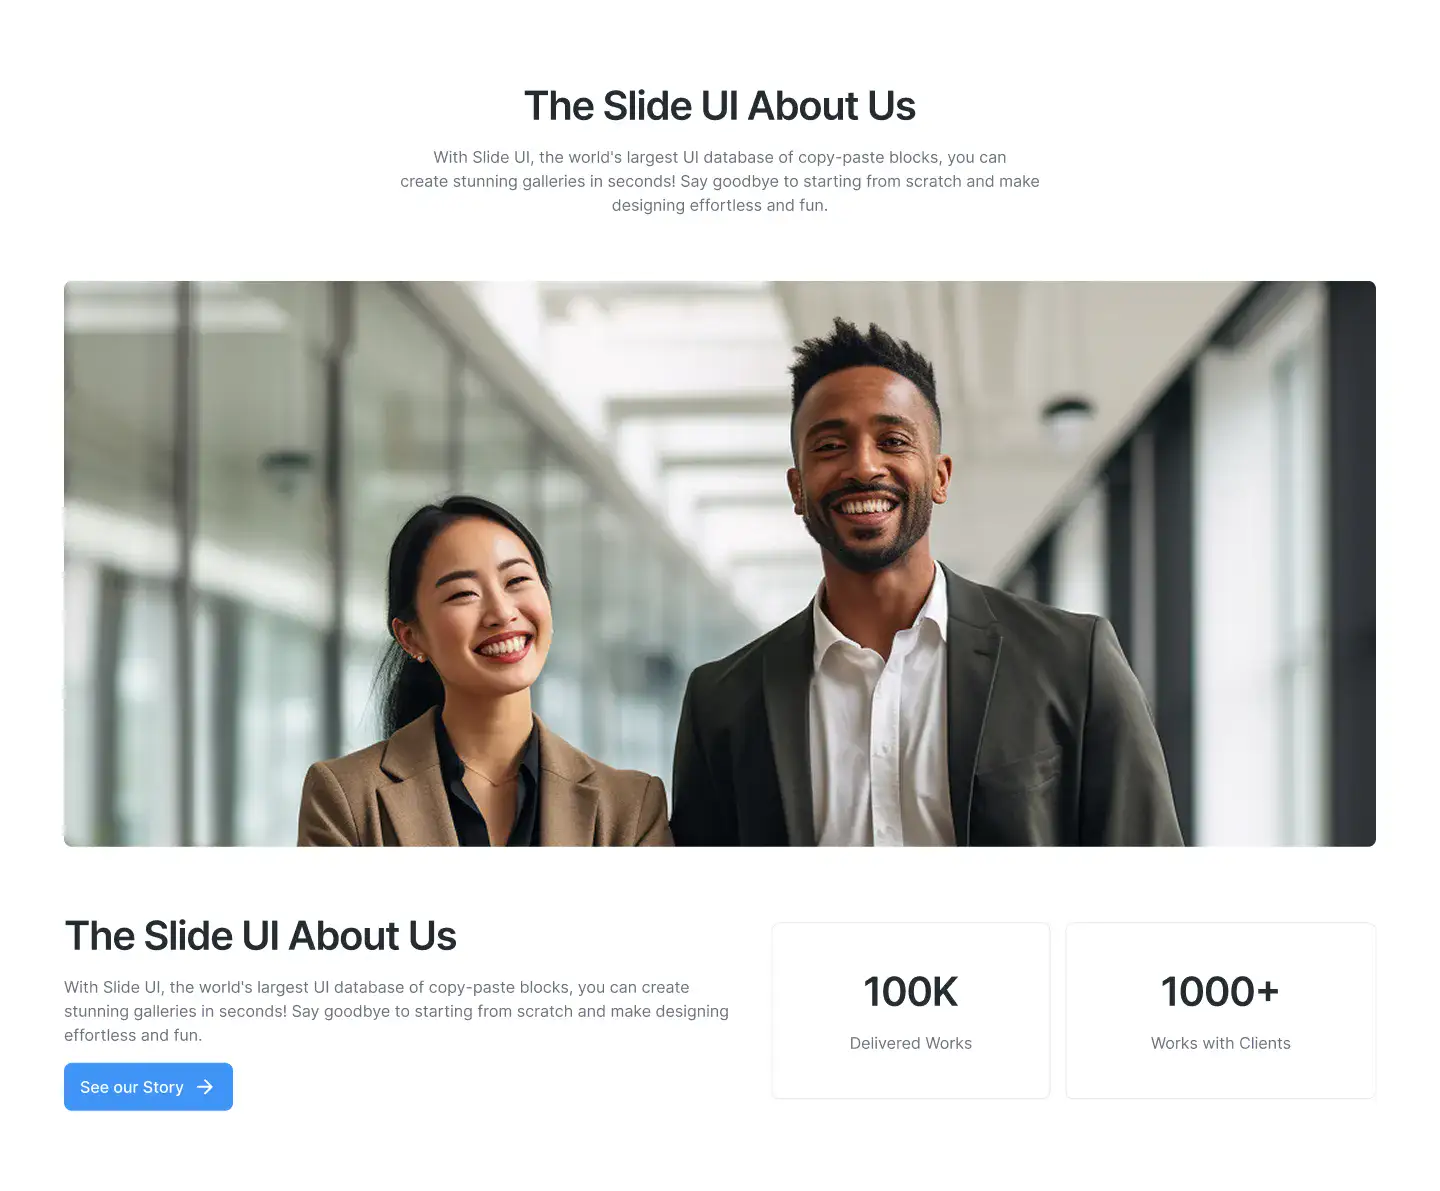 The Slide UI About Us
With Slide UI, the world's largest UI database of copy-paste blocks, you can
create stunning galleries in seconds! Say goodbye to starting from scratch and make
designing effortless and fun.
The Slide UI About Us
With Slide UI, the world's largest UI database of copy-paste blocks, you can create
stunning galleries in seconds! Say goodbye to starting from scratch and make designing
effortless and fun.
See our Story
100K
Delivered Works
1000+
Works with Clients